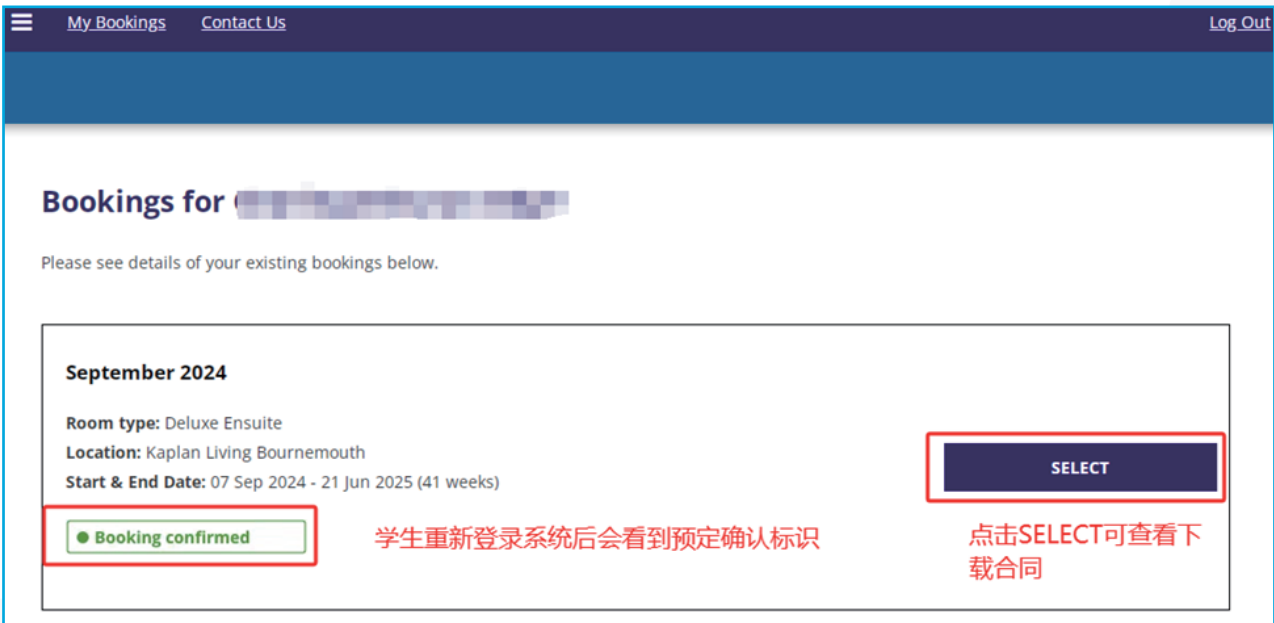 My Bookings Contact Us Log Out
Bookings for
Please see details of your existing bookings below.
September 2024
Room type: Deluxe Ensuite
Location: Kaplan Living Bournemouth
Start & End Date: 07 Sep 2024 - 21 Jun 2025 (41 weeks)
SELECT
Booking confirmed
学生重新登录系统后会看到预定确认标识
点击SELECT可查看下
载合同